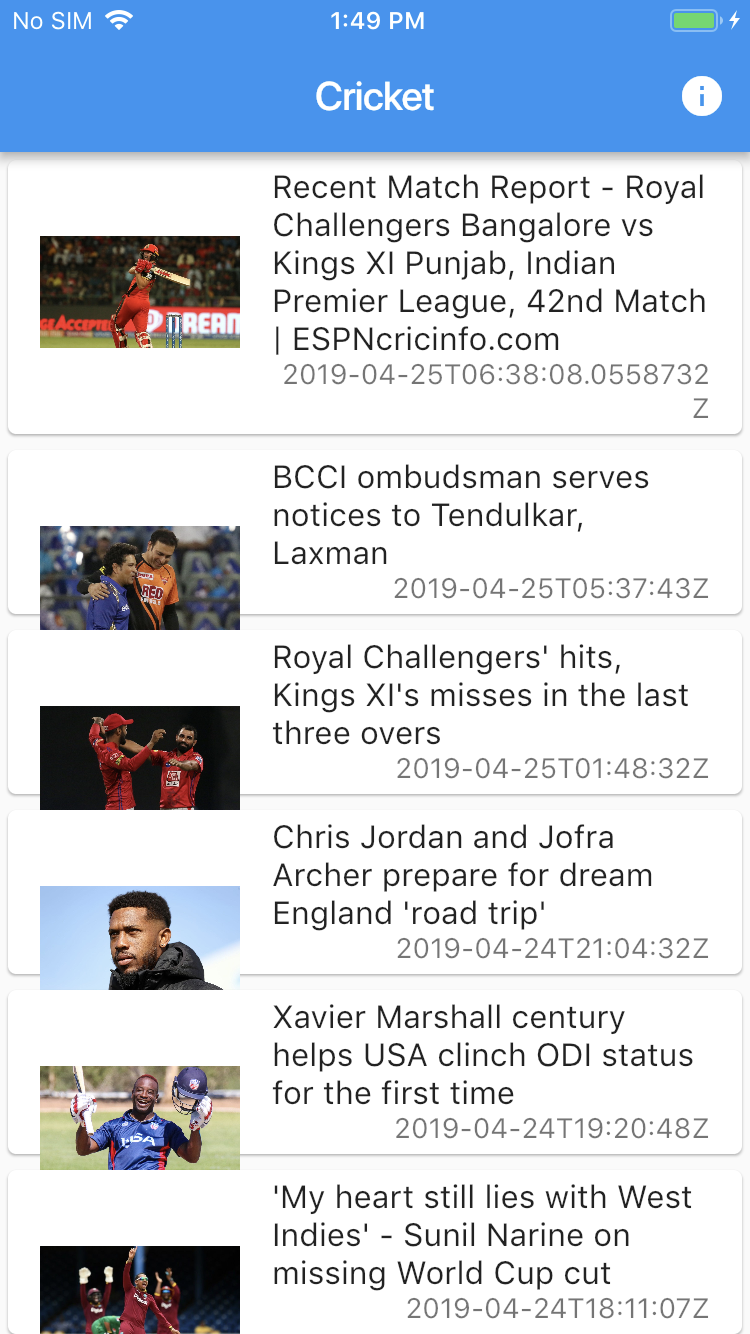 No SIM 1:49 PM
Cricket
Recent Match Report - Royal
Challengers Bangalore vs
Kings XI Punjab, Indian
Premier League, 42nd Match
| ESPNcricinfo.com
2019-04-25T06:38:08.0558732
Z
GE ACCEPTE
DREAM
BCCI ombudsman serves
notices to Tendulkar,
Laxman
2019-04-25T05:37:43Z
Royal Challengers' hits,
Kings XI's misses in the last
three overs
2019-04-25T01:48:32Z
Chris Jordan and Jofra
Archer prepare for dream
England 'road trip'
2019-04-24T21:04:32Z
Xavier Marshall century
helps USA clinch ODI status
for the first time
2019-04-24T19:20:48Z
USA
'My heart still lies with West
Indies' - Sunil Narine on
missing World Cup cut
2019-04-24T18:11:07Z